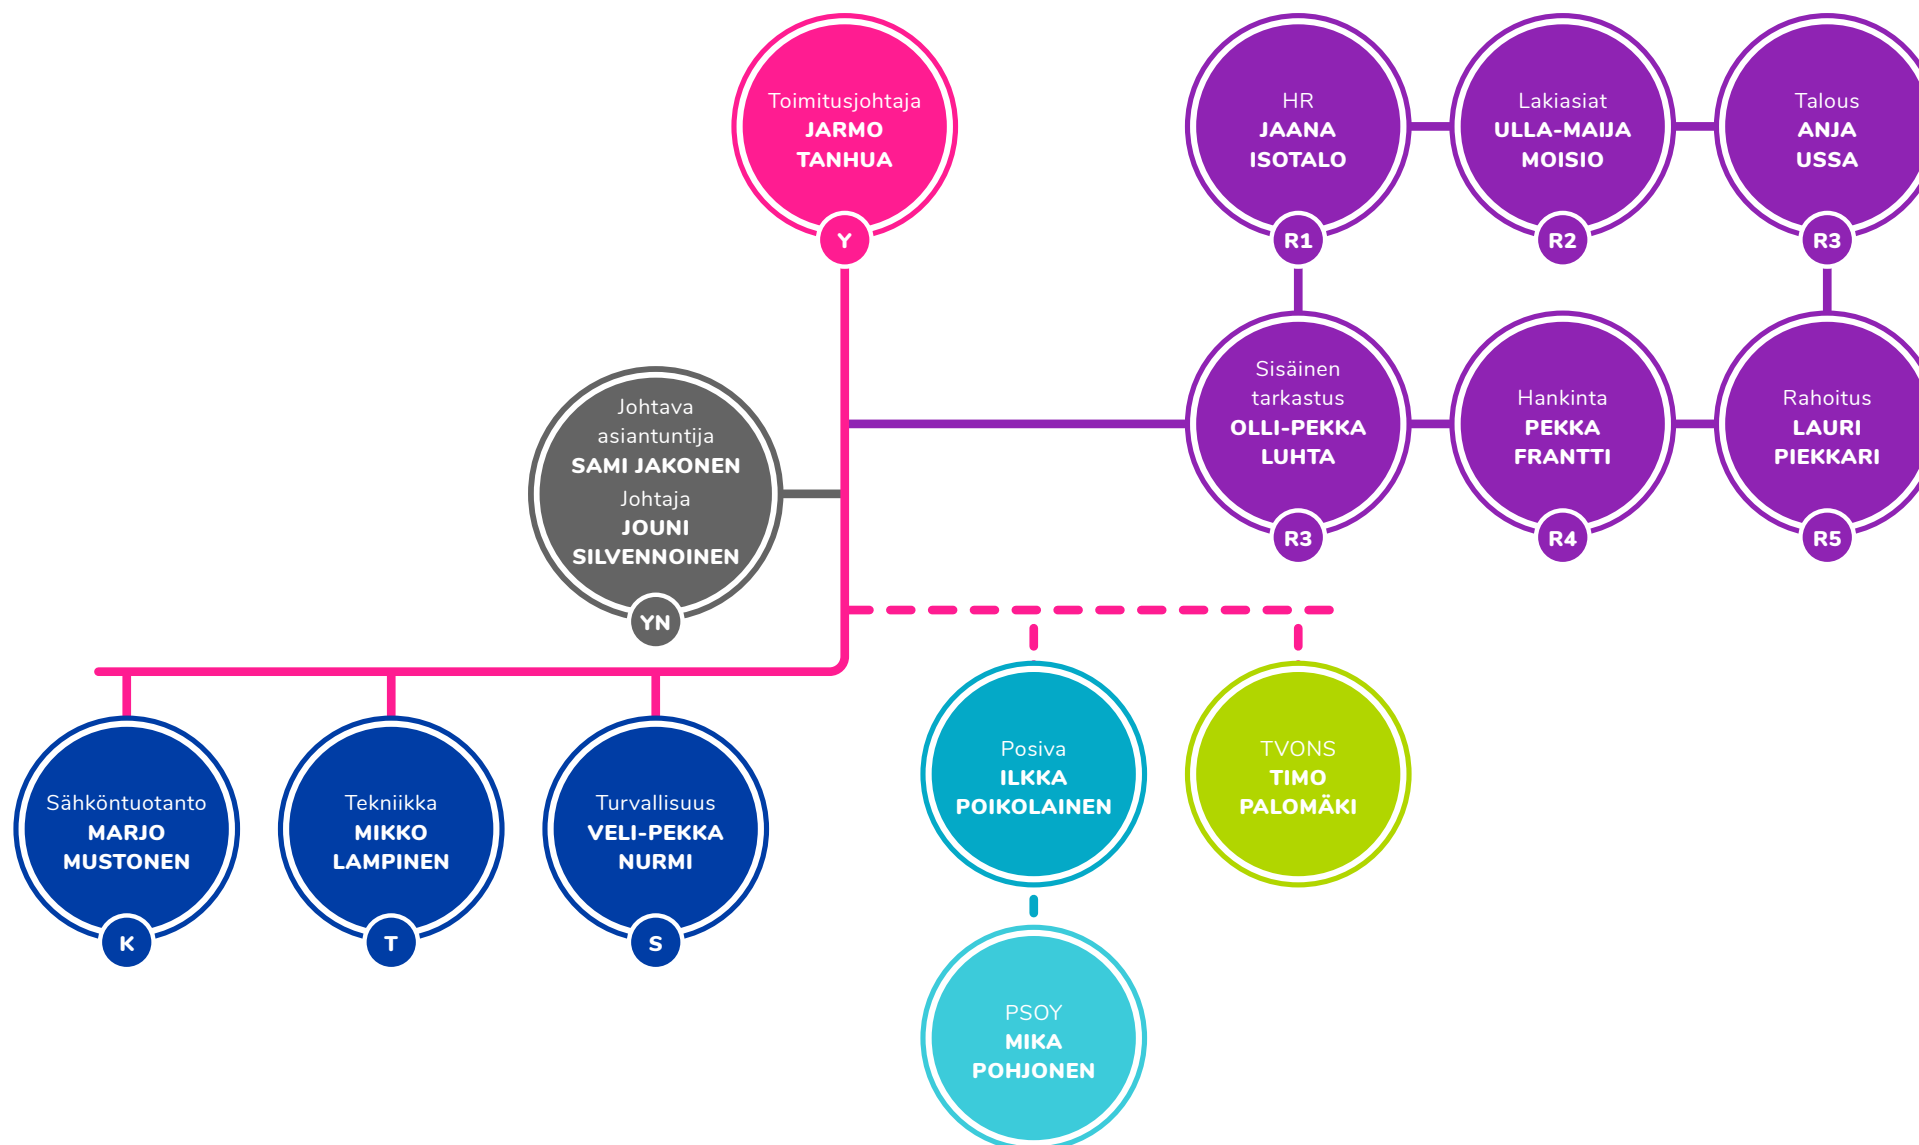 Toimitusjohtaja
JARMO
TANHUA
Y
HR
JAANA
ISOTALO
R1
Lakiasiat
ULLA-MAIJA
MOISIO
R2
Talous
ANJA
USSA
R3
Johtava
asiantuntija
SAMI JAKONEN
Johtaja
JOUNI
SILVENNOINEN
YN
Sisäinen
tarkastus
OLLI-PEKKA
LUHTA
R3
Hankinta
PEKKA
FRANTTI
R4
Rahoitus
LAURI
PIEKKARI
R5
Sähköntuotanto
MARJO
MUSTONEN
K
Tekniikka
MIKKO
LAMPINEN
T
Turvallisuus
VELI-PEKKA
NURMI
S
Posiva
ILKKA
POIKOLAINEN
TVONS
TIMO
PALOMÄKI
PSOY
MIKA
POHJONEN